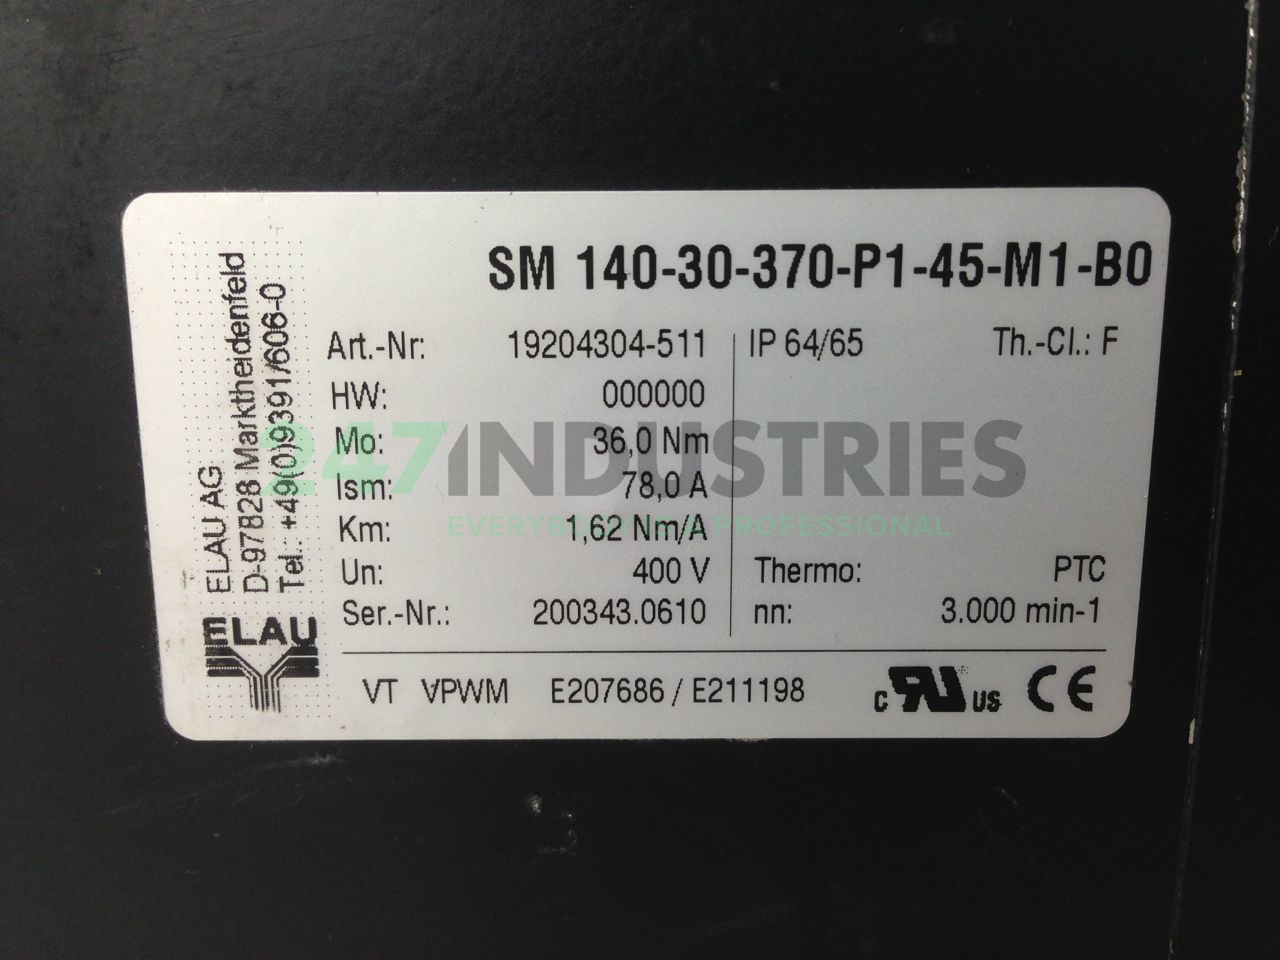 SM 140-30-370-P1-45-M1-B0
ELAU AG
D-97828 Marktheidenfeld
Tel.: +49(0)9391/606-0
ELAU
Art.-Nr: 19204304-511
HW: 000000
Mo: 36,0 Nm
Ism: 78,0 A
Km: 1,62 Nm/A
Un: 400 V
Ser.-Nr.: 200343.0610
IP 64/65 Th.-Cl.: F
Thermo: PTC
nn: 3.000 min-1
VT VPWM E207686 / E211198
c RU us CE
247INDUSTRIES
PROFESSIONAL